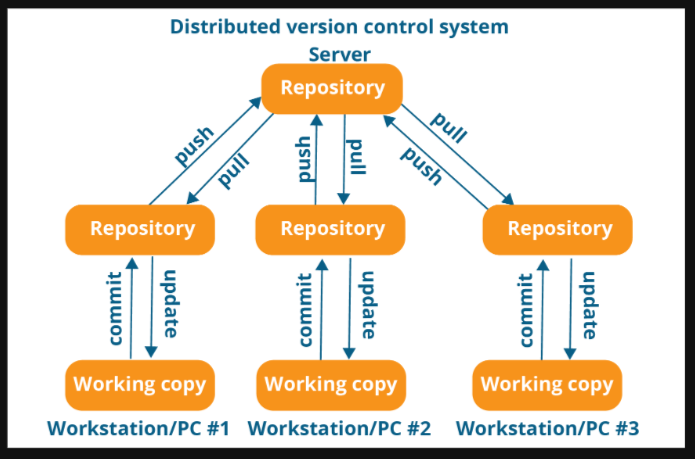 Distributed version control system
Server
Repository
push
pull
push
pull
push
pull
Repository
Repository
Repository
commit
update
commit
update
commit
update
Working copy
Working copy
Working copy
Workstation/PC #1
Workstation/PC #2
Workstation/PC #3